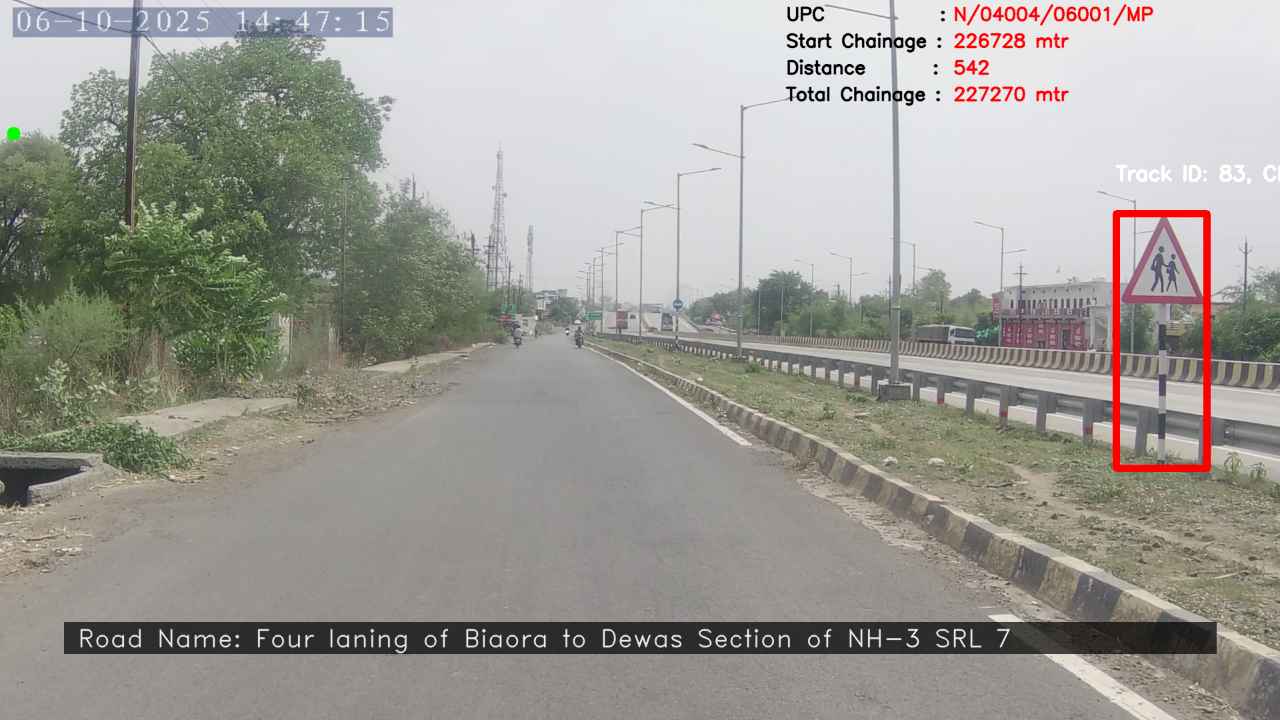 06-10-2025 14:47:15
UPC : N/04004/06001/MP
Start Chainage : 226728 mtr
Distance : 542
Total Chainage : 227270 mtr
Track ID: 83,
Road Name: Four laning of Biaora to Dewas Section of NH-3 SRL 7